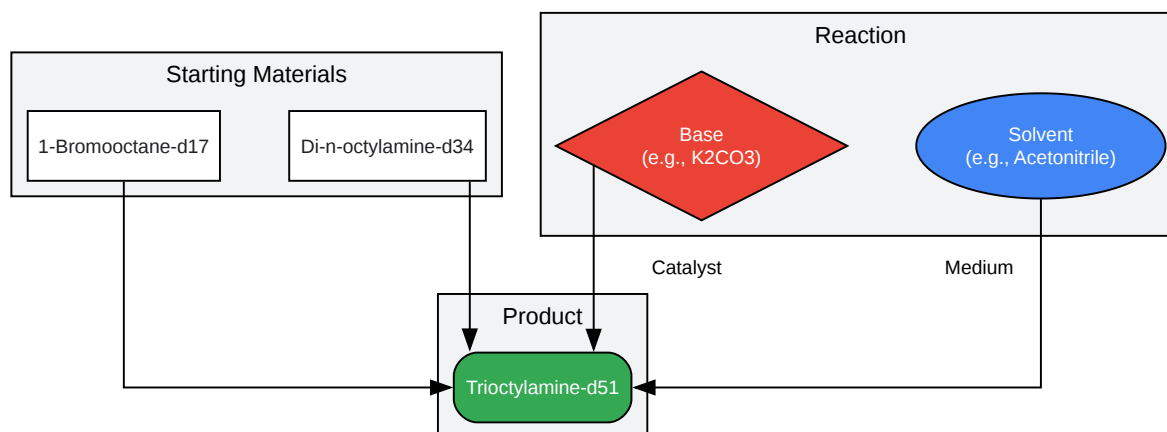 Reaction
Starting Materials
1-Bromooctane-d17
Di-n-octylamine-d34
Base
(e.g., K2CO3)
Solvent
(e.g., Acetonitrile)
Catalyst
Medium
Product
Trioctylamine-d51